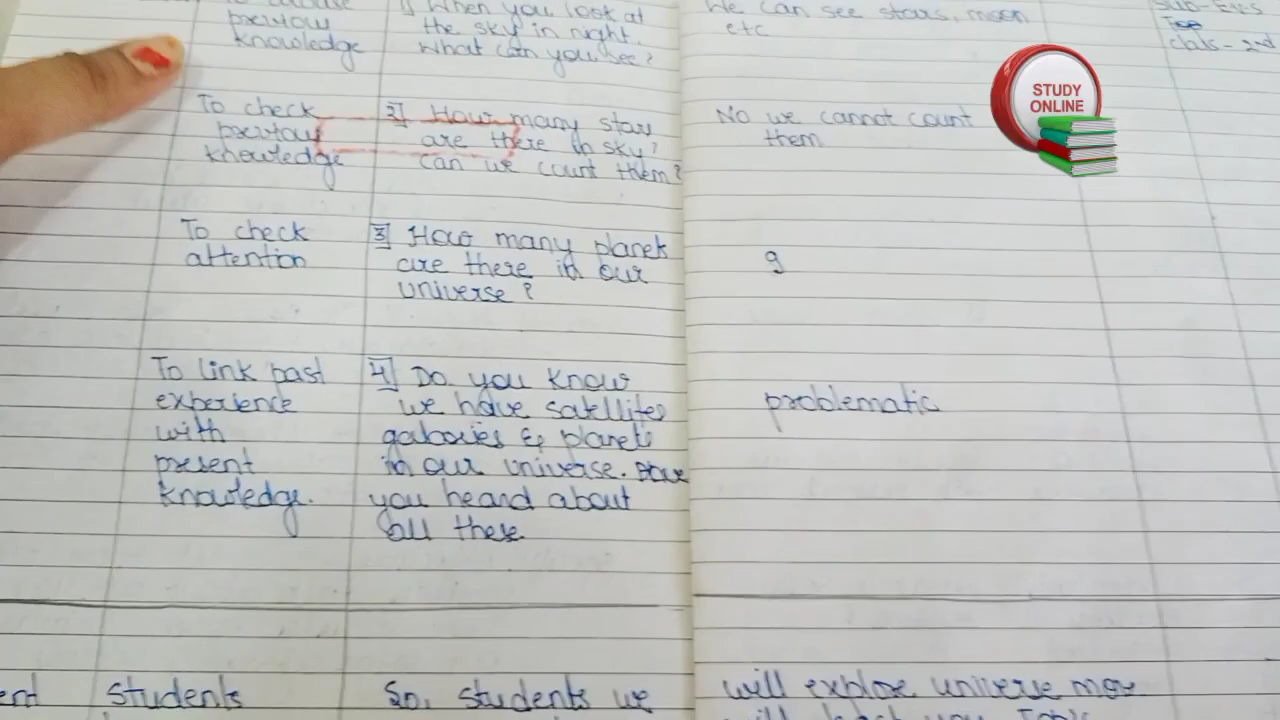 previous
knowledge
1] When you look at
the sky in night.
What can you see?
We can see stars, moon
etc
class - 2nd
STUDY
ONLINE
To check
previous
knowledge
2] How many stars
are there in sky?
can we count them?
No we cannot count
them
To check
attention
3] How many planets
are there in our
universe?
9
To link past
experience
with
present
knowledge.
4] Do you know
we have satellites
galaxies & planets
in our universe. Have
you heard about
all these
problematic
students
So, students we
will explore universe more